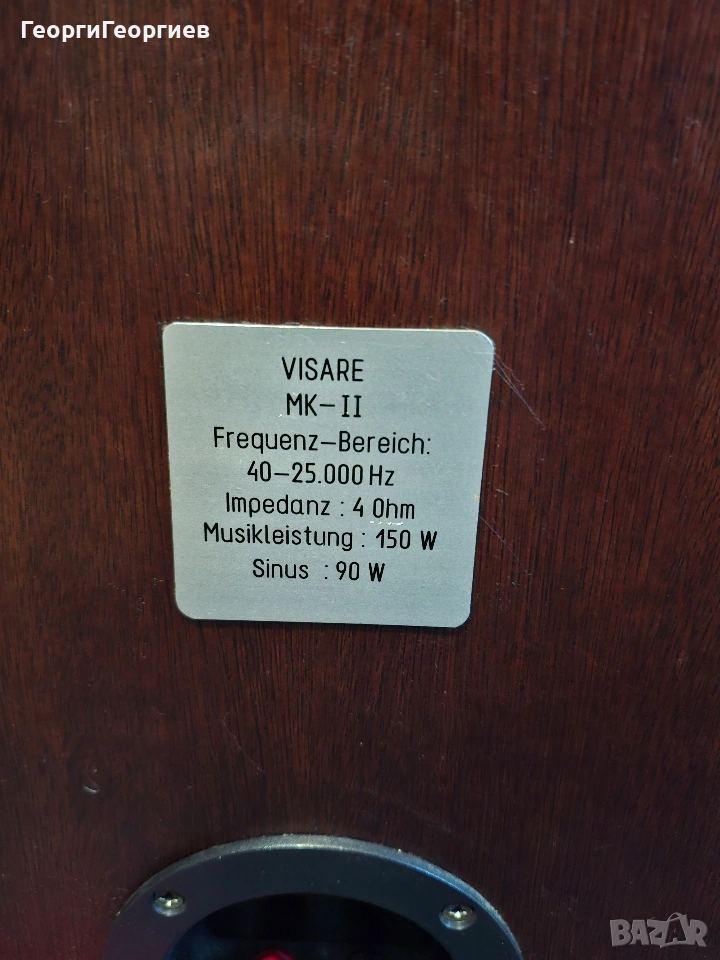 ГеоргиГеоргиев
VISARE
MK-II
Frequenz-Bereich:
40-25.000 Hz
Impedanz : 4 Ohm
Musikleistung : 150 W
Sinus : 90 W
BAZAR